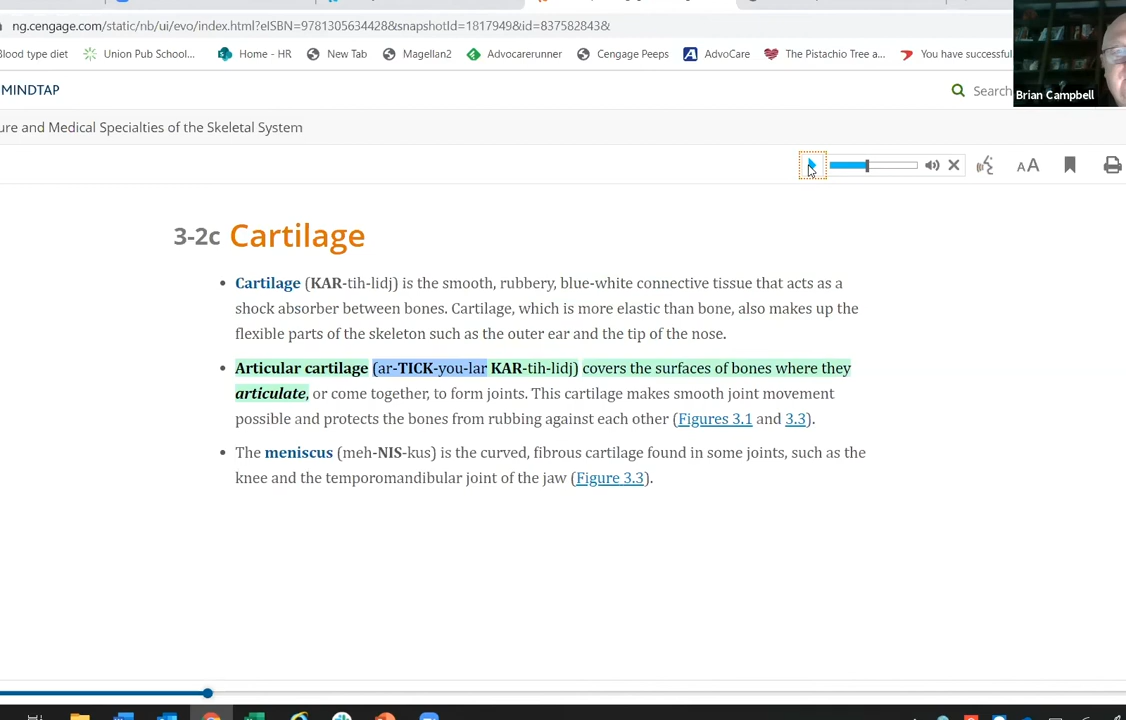 ng.cengage.com/static/nb/ui/evo/index.html?eISBN=9781305634428&snapshotId=1817949&id=837582843&
Blood type diet Union Pub School... Home - HR New Tab Magellan2 Advocarerunner Cengage Peeps AdvoCare The Pistachio Tree a... You have successful
MINDTAP
Search
Brian Campbell
ure and Medical Specialties of the Skeletal System
AA
3-2c Cartilage
• Cartilage (KAR-tih-lidj) is the smooth, rubbery, blue-white connective tissue that acts as a
shock absorber between bones. Cartilage, which is more elastic than bone, also makes up the
flexible parts of the skeleton such as the outer ear and the tip of the nose.
• Articular cartilage (ar-TICK-you-lar KAR-tih-lidj) covers the surfaces of bones where they
articulate, or come together, to form joints. This cartilage makes smooth joint movement
possible and protects the bones from rubbing against each other (Figures 3.1 and 3.3).
• The meniscus (meh-NIS-kus) is the curved, fibrous cartilage found in some joints, such as the
knee and the temporomandibular joint of the jaw (Figure 3.3).